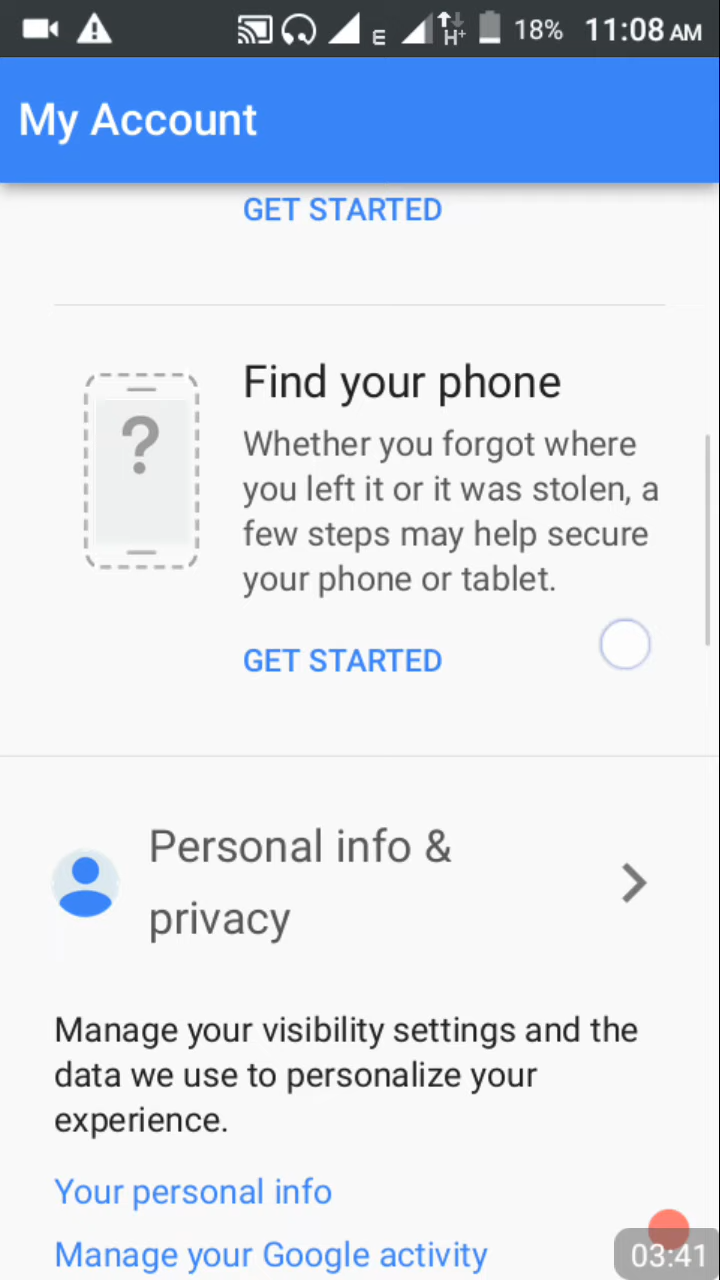 E H+ 18% 11:08 AM
My Account
GET STARTED
?
Find your phone
Whether you forgot where
you left it or it was stolen, a
few steps may help secure
your phone or tablet.
GET STARTED
Personal info &
privacy
Manage your visibility settings and the
data we use to personalize your
experience.
Your personal info
Manage your Google activity
03:41